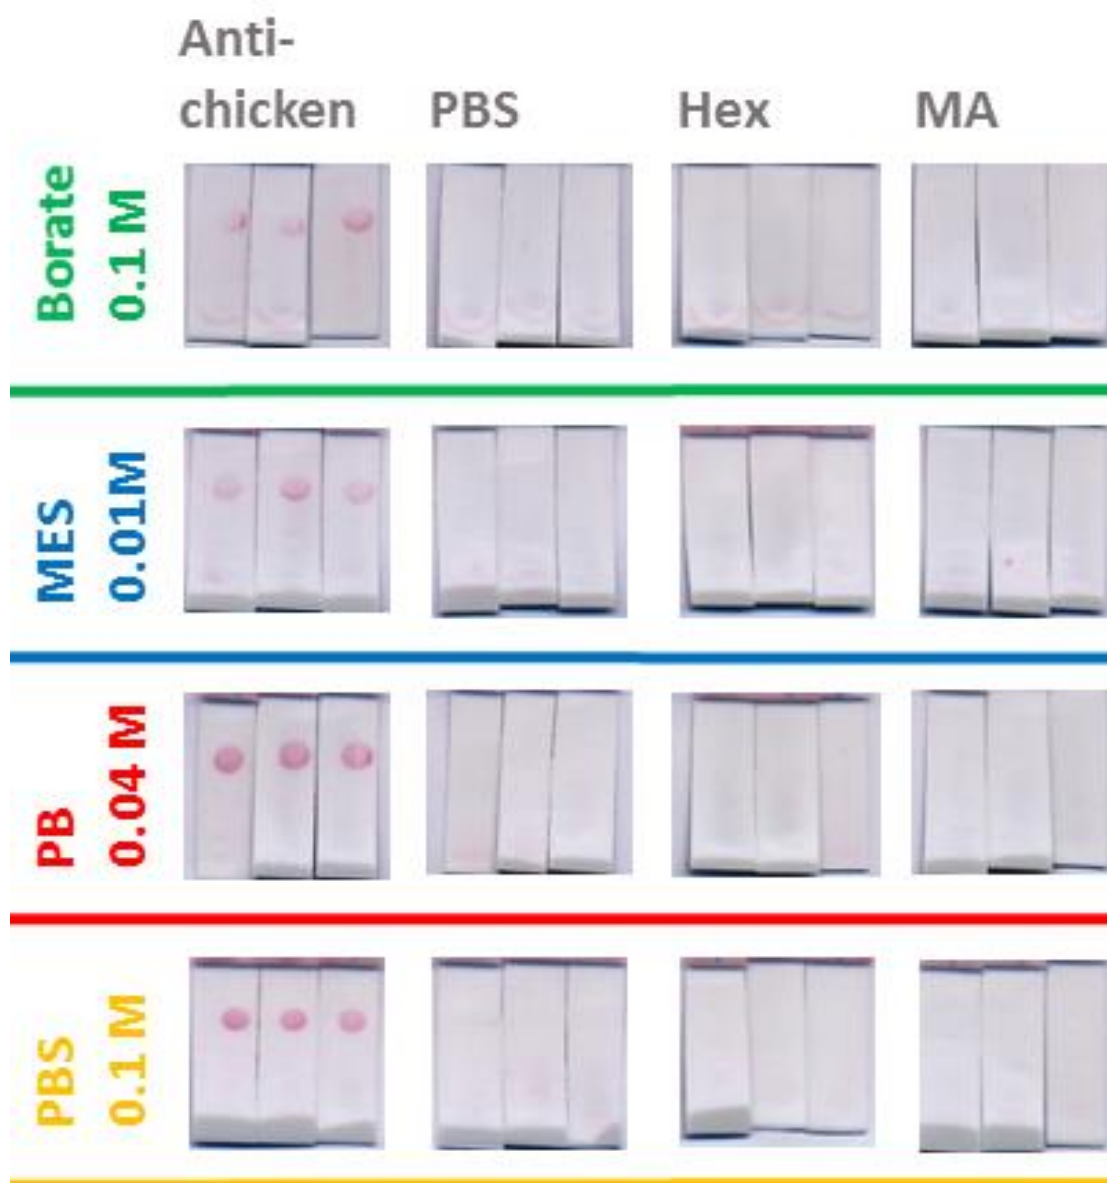 Anti-
chicken PBS Hex MA
Borate
0.1 M
MES
0.01M
PB
0.04 M
PBS
0.1 M